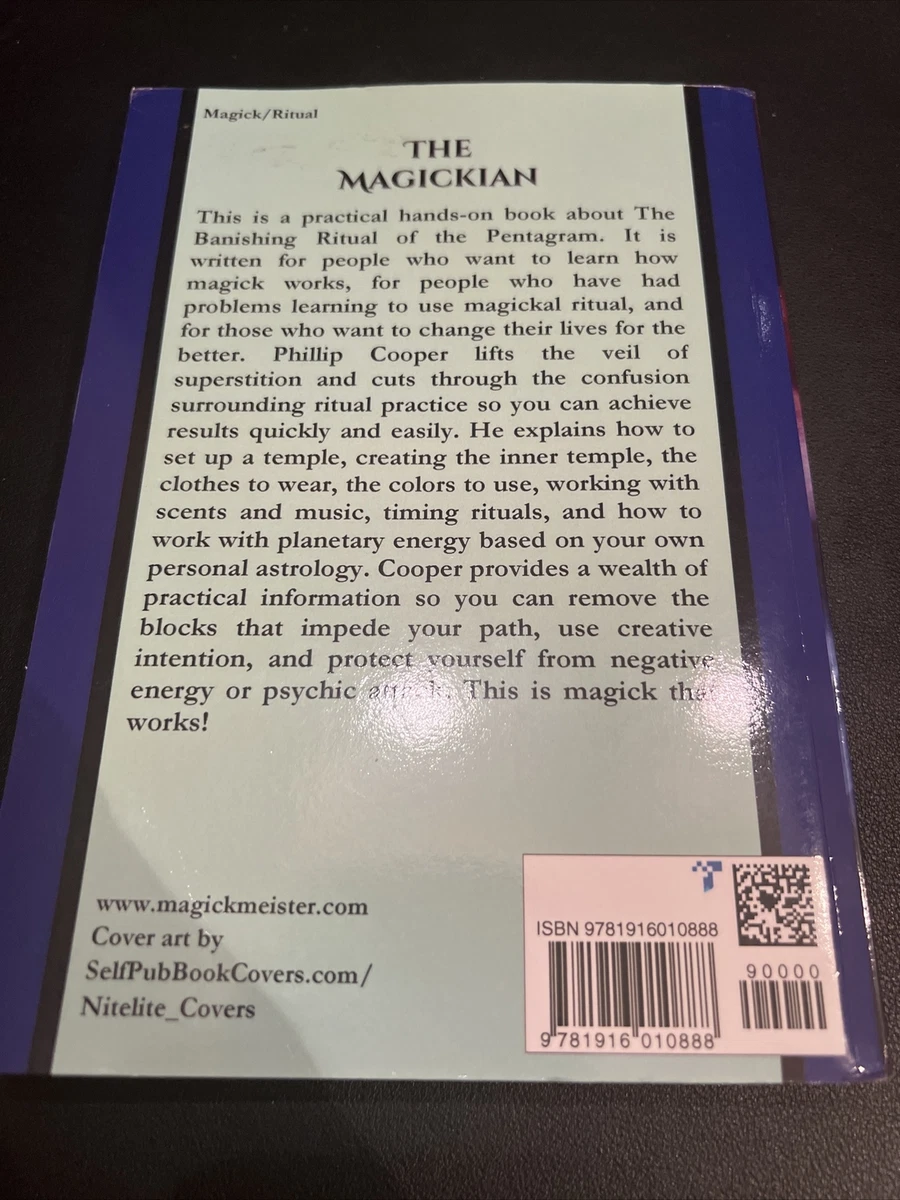 Magick/Ritual
THE
MAGICKIAN
This is a practical hands-on book about The
Banishing Ritual of the Pentagram. It is
written for people who want to learn how
magick works, for people who have had
problems learning to use magickal ritual, and
for those who want to change their lives for the
better. Phillip Cooper lifts the veil of
superstition and cuts through the confusion
surrounding ritual practice so you can achieve
results quickly and easily. He explains how to
set up a temple, creating the inner temple, the
clothes to wear, the colors to use, working with
scents and music, timing rituals, and how to
work with planetary energy based on your own
personal astrology. Cooper provides a wealth of
practical information so you can remove the
blocks that impede your path, use creative
intention, and protect yourself from negative
energy or psychic attack. This is magick that
works!
www.magickmeister.com
Cover art by
SelfPubBookCovers.com/
Nitelite_Covers
ISBN 9781916010888
90000
9 781916 010888